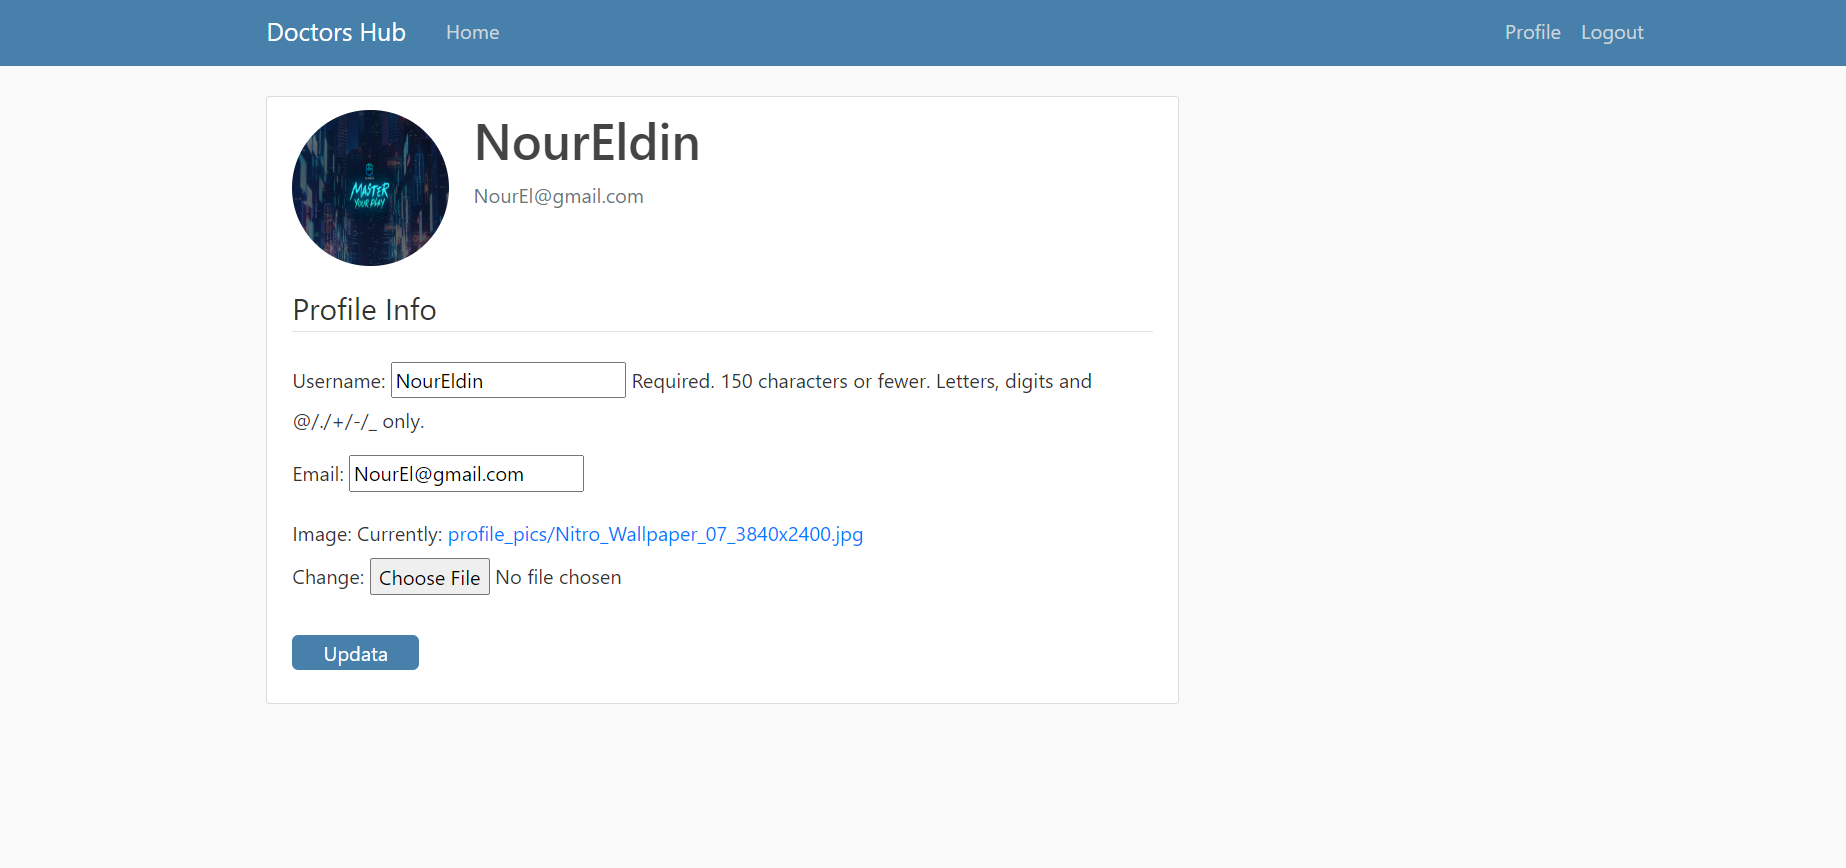 Doctors Hub Home Profile Logout
NourEldin
NourEl@gmail.com
MASTER
YOUR PLAY
Profile Info
Username: NourEldin Required. 150 characters or fewer. Letters, digits and
@/./+/-/_ only.
Email: NourEl@gmail.com
Image: Currently: profile_pics/Nitro_Wallpaper_07_3840x2400.jpg
Change: Choose File No file chosen
Updata